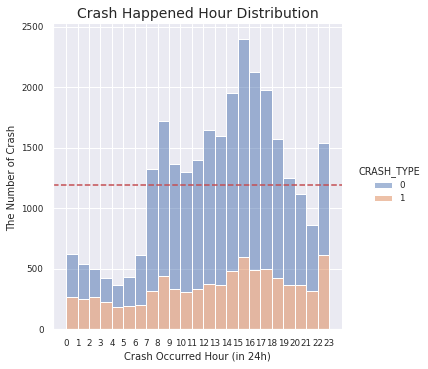 Crash Happened Hour Distribution
2500
2000
1500
1000
500
0
The Number of Crash
0 1 2 3 4 5 6 7 8 9 10 11 12 13 14 15 16 17 18 19 20 21 22 23
Crash Occurred Hour (in 24h)
CRASH_TYPE
0
1